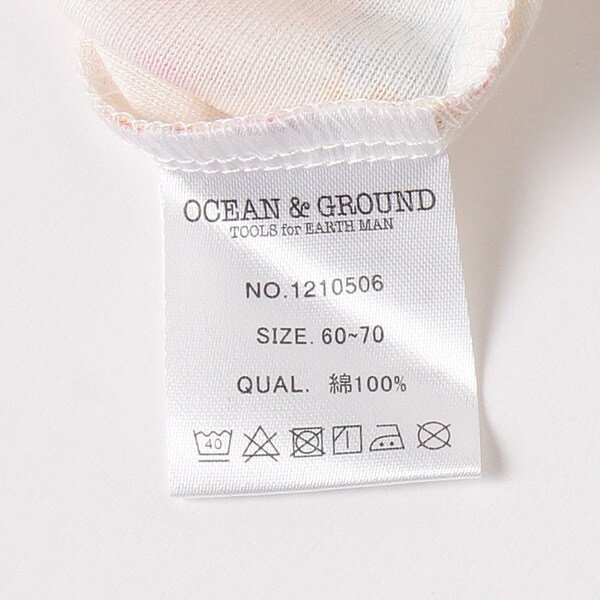 OCEAN & GROUND
TOOLS for EARTH MAN
NO.1210506
SIZE. 60~70
QUAL. 綿100%
40